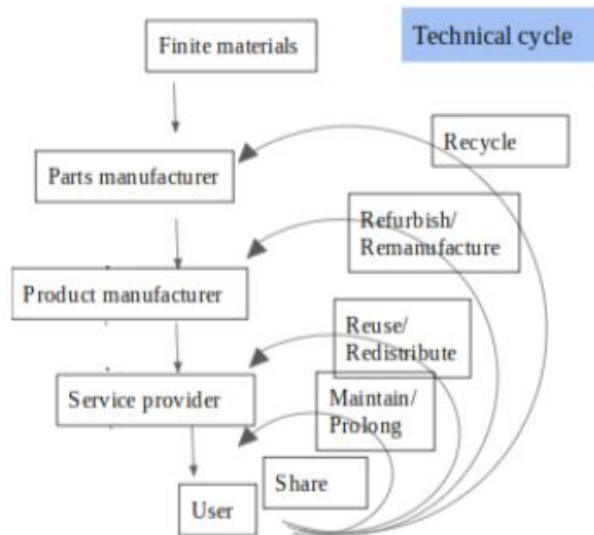 Technical cycle
Finite materials
Recycle
Parts manufacturer
Refurbish/
Remanufacture
Product manufacturer
Reuse/
Redistribute
Service provider
Maintain/
Prolong
Share
User